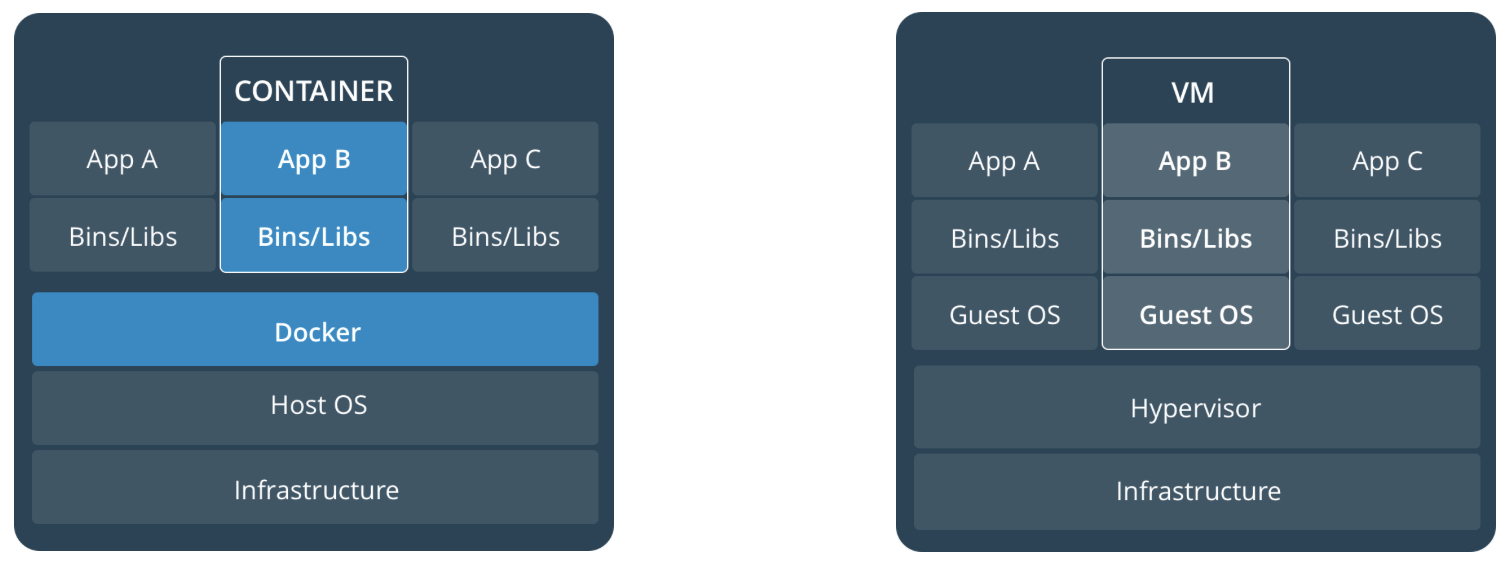 CONTAINER
App A
App B
App C
Bins/Libs
Bins/Libs
Bins/Libs
Docker
Host OS
Infrastructure
VM
App A
App B
App C
Bins/Libs
Bins/Libs
Bins/Libs
Guest OS
Guest OS
Guest OS
Hypervisor
Infrastructure